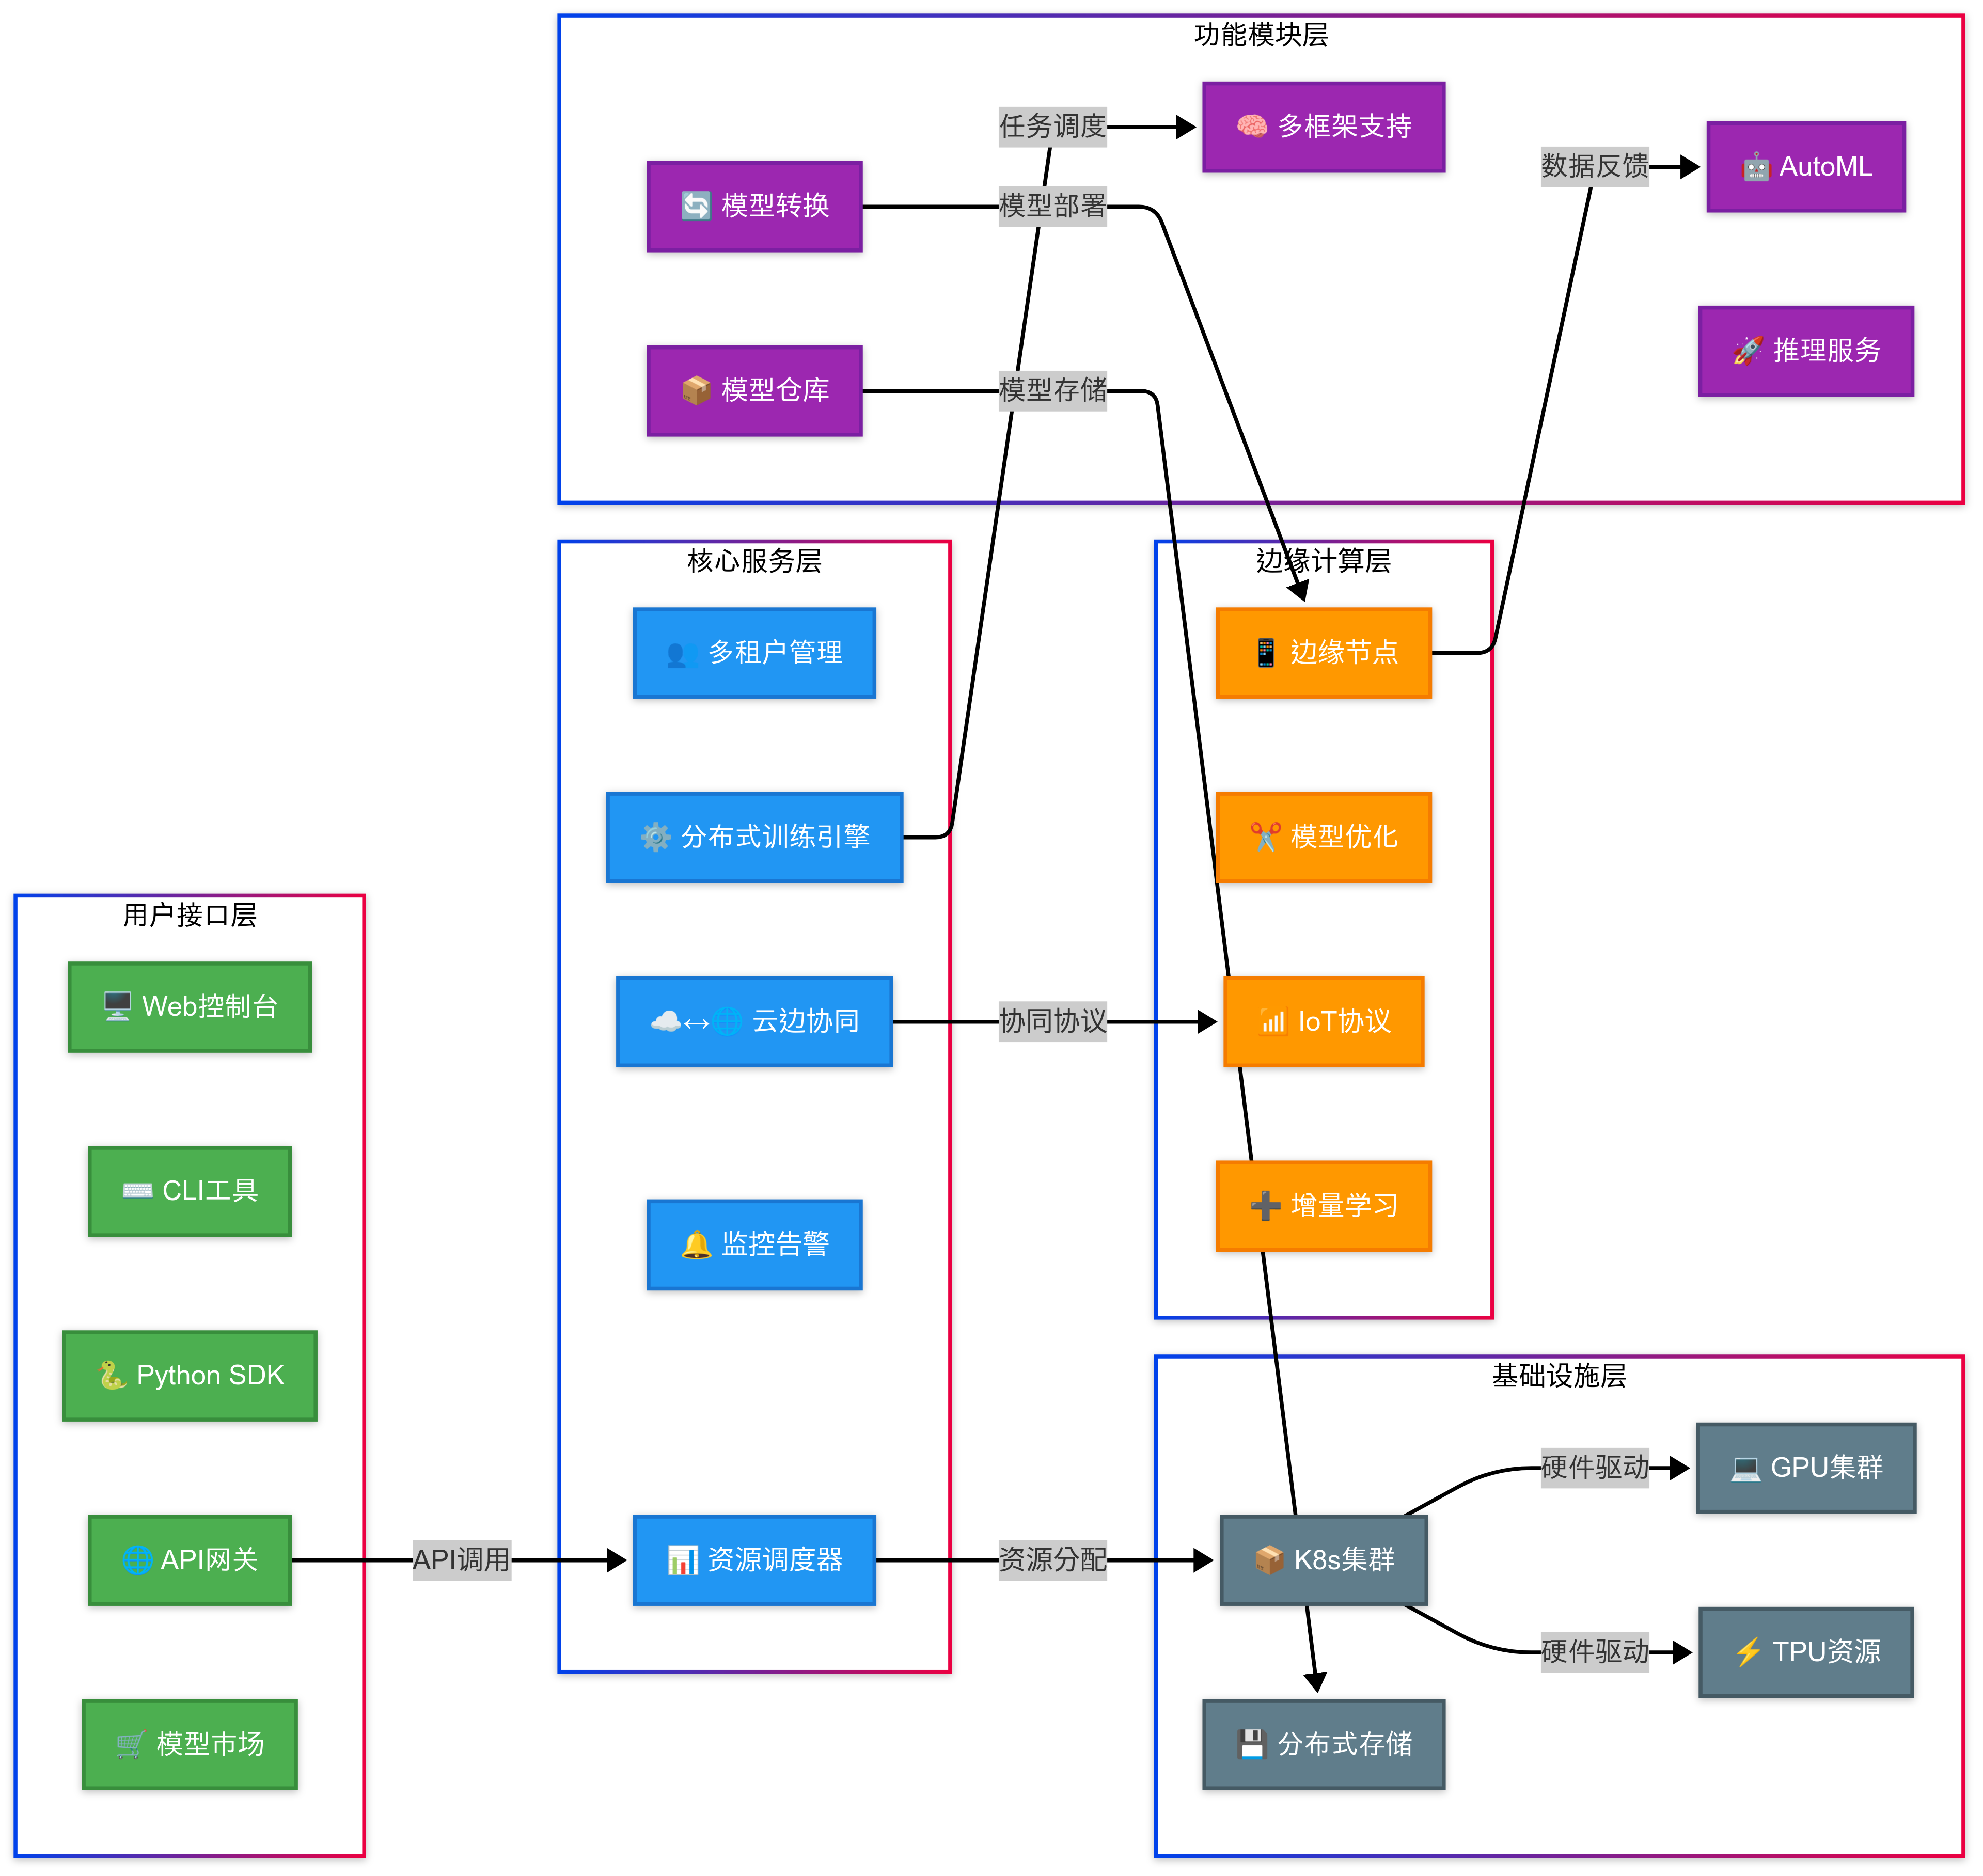 功能模块层
任务调度
🧠 多框架支持
数据反馈
🤖 AutoML
🔄 模型转换
模型部署
🚀 推理服务
📦 模型仓库
模型存储
核心服务层
👥 多租户管理
⚙️ 分布式训练引擎
☁️↔🌐 云边协同
协同协议
🔔 监控告警
📊 资源调度器
资源分配
边缘计算层
📱 边缘节点
✂️ 模型优化
📶 IoT协议
➕ 增量学习
用户接口层
🖥️ Web控制台
⌨️ CLI工具
🐍 Python SDK
🌐 API网关
API调用
🛒 模型市场
基础设施层
硬件驱动
💻 GPU集群
📦 K8s集群
硬件驱动
⚡ TPU资源
💾 分布式存储